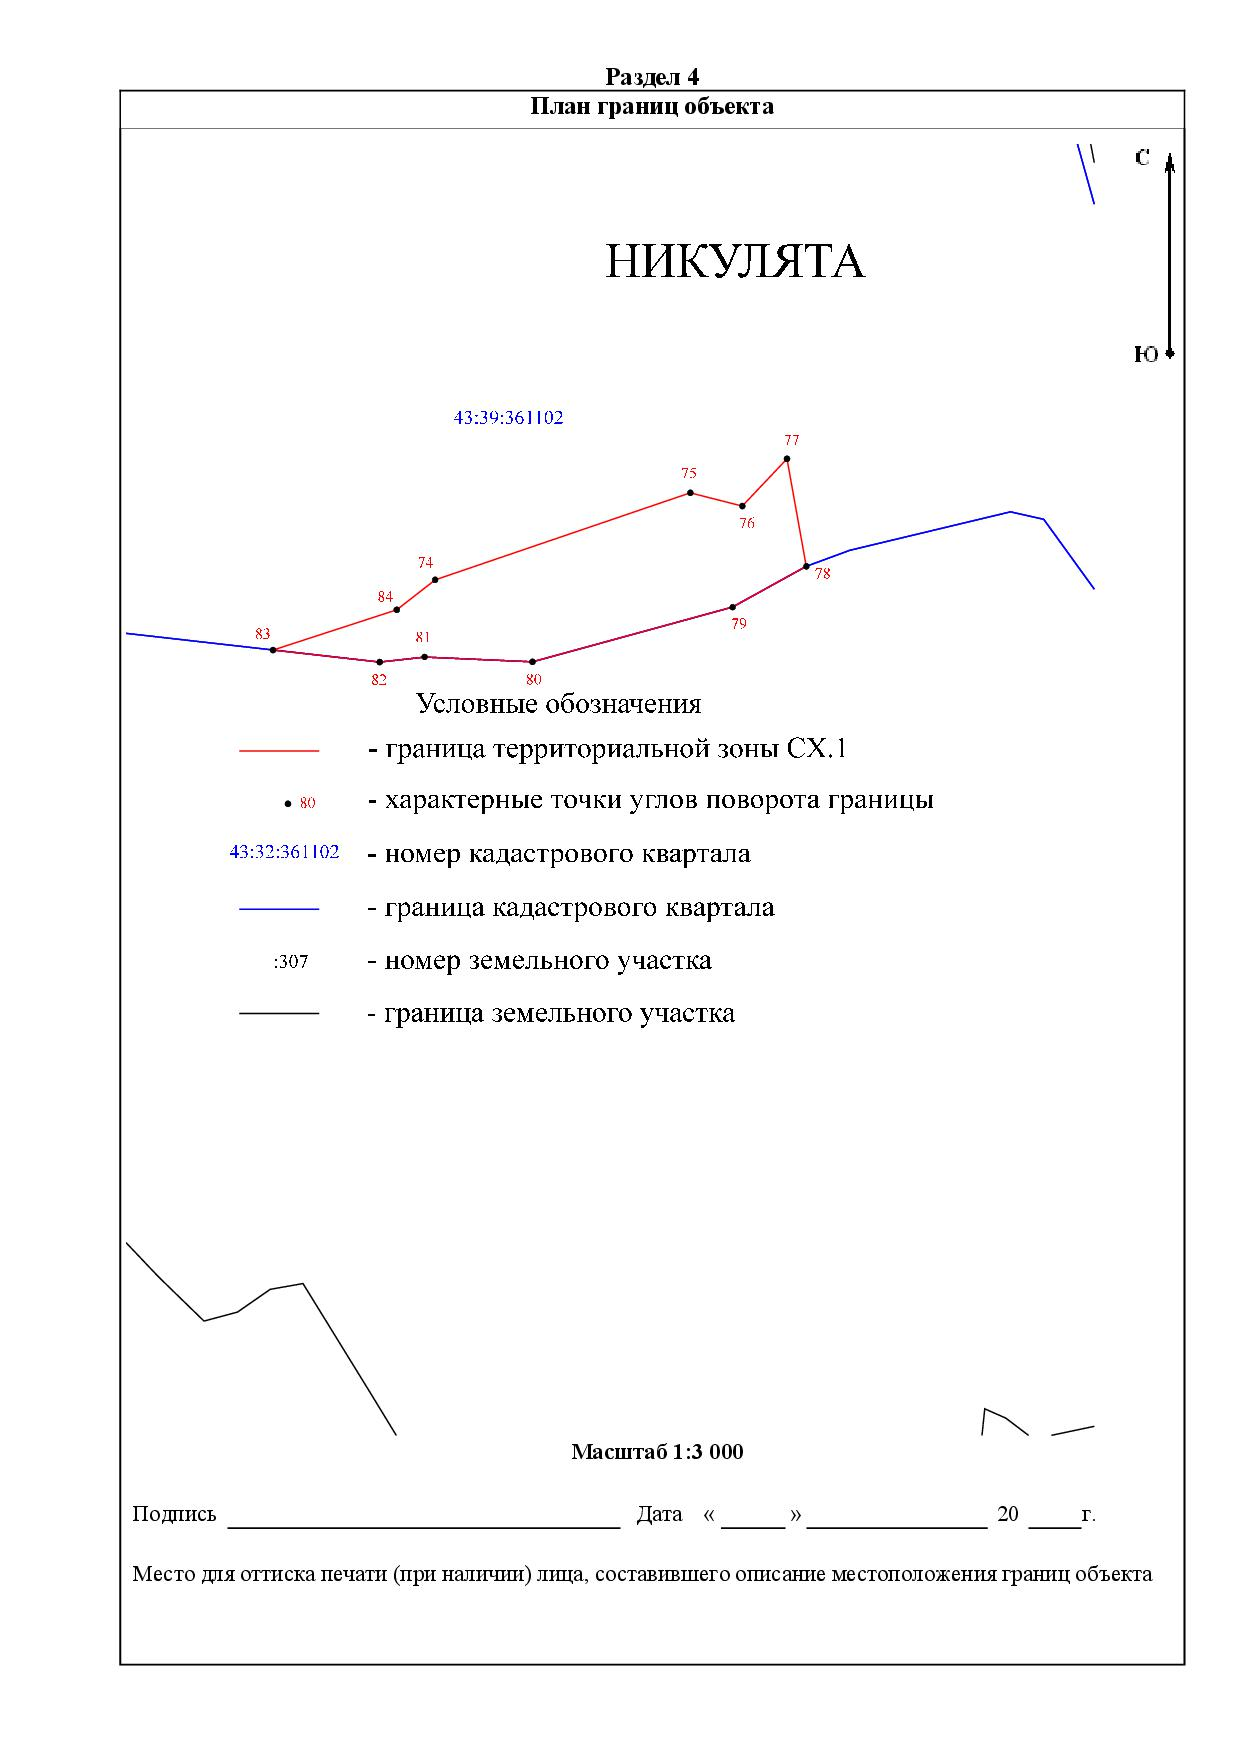 Раздел 4
План границ объекта
С
НИКУЛЯТА
Ю
43:39:361102
77
75
76
74
78
84
79
83
81
82
80
Условные обозначения
- граница территориальной зоны СХ.1
80 - характерные точки углов поворота границы
43:32:361102 - номер кадастрового квартала
- граница кадастрового квартала
:307 - номер земельного участка
- граница земельного участка
Масштаб 1:3 000
Подпись Дата « » 20 г.
Место для оттиска печати (при наличии) лица, составившего описание местоположения границ объекта